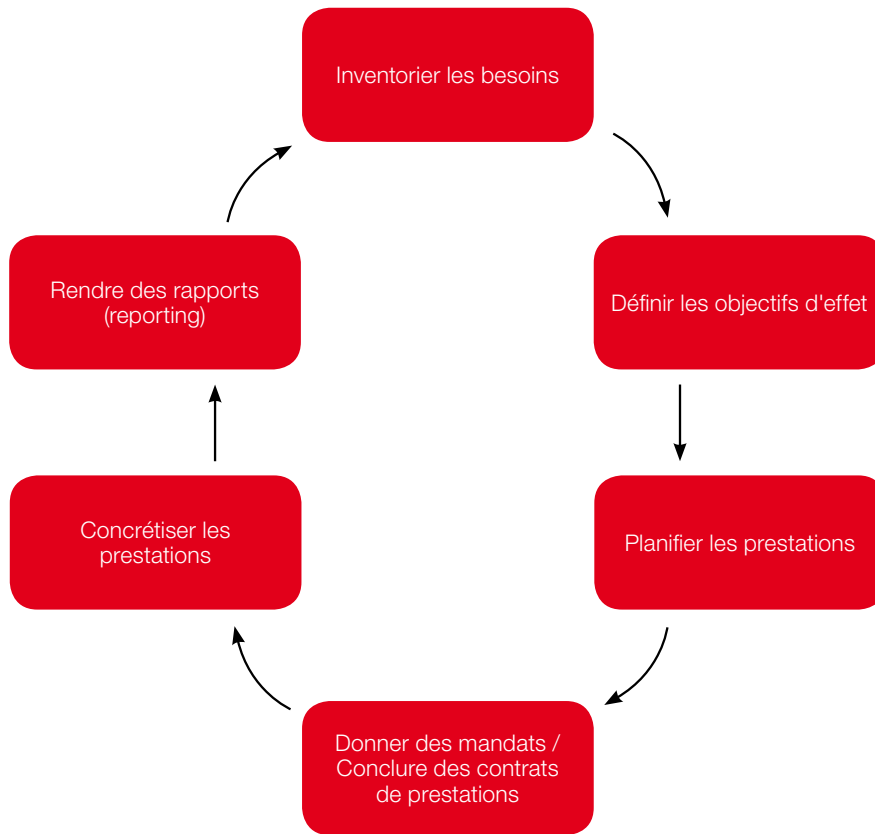 Inventorier les besoins
Définir les objectifs d'effet
Planifier les prestations
Donner des mandats /
Conclure des contrats
de prestations
Concrétiser les
prestations
Rendre des rapports
(reporting)